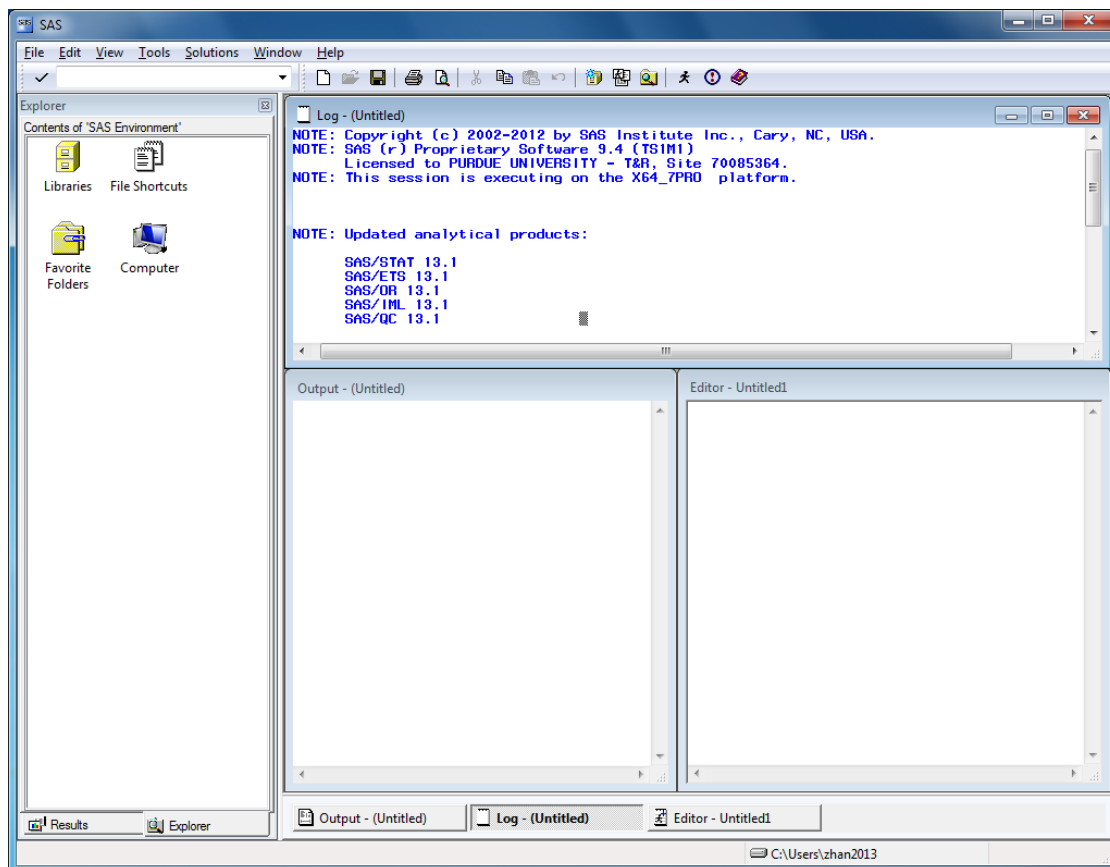 SAS
File Edit View Tools Solutions Window Help
Explorer
Contents of 'SAS Environment'
Libraries
File Shortcuts
Favorite
Folders
Computer
Results
Explorer
Log - (Untitled)
NOTE: Copyright (c) 2002-2012 by SAS Institute Inc., Cary, NC, USA.
NOTE: SAS (r) Proprietary Software 9.4 (TS1M1)
Licensed to PURDUE UNIVERSITY - T&R, Site 70085364.
NOTE: This session is executing on the X64_7PRO platform.
NOTE: Updated analytical products:
SAS/STAT 13.1
SAS/ETS 13.1
SAS/OR 13.1
SAS/IML 13.1
SAS/QC 13.1
Output - (Untitled)
Editor - Untitled1
Output - (Untitled)
Log - (Untitled)
Editor - Untitled1
C:\Users\zhan2013